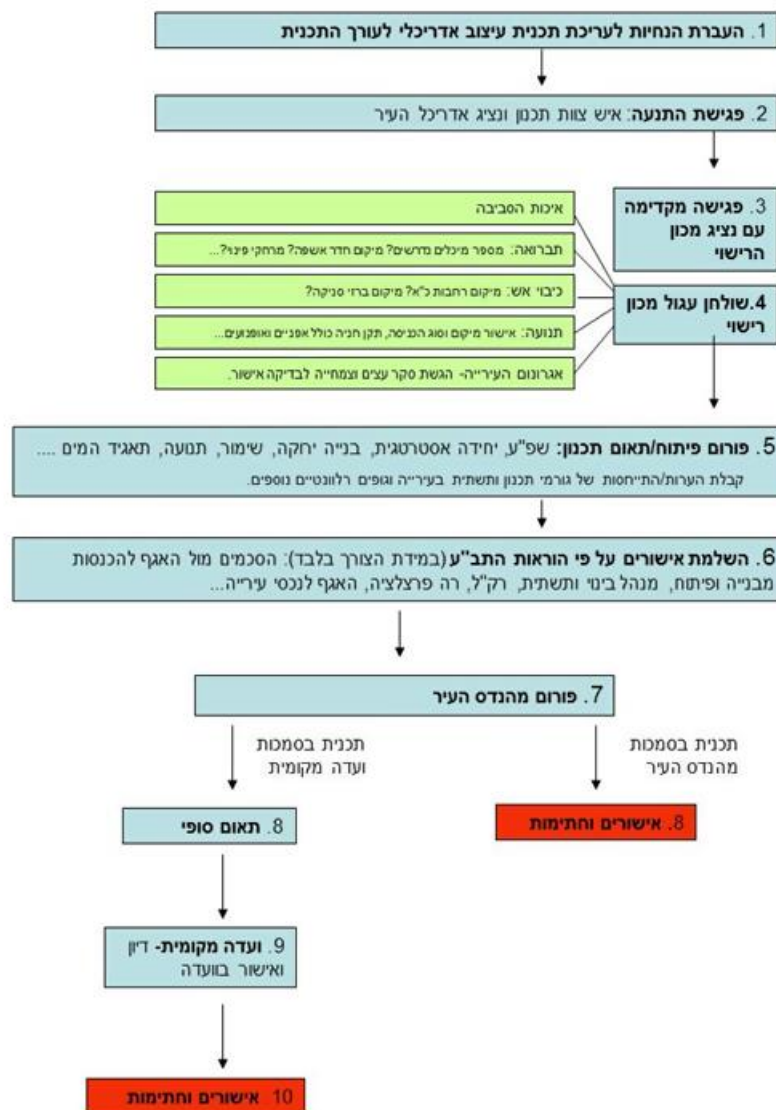 1. העברת הנחיות לעריכת תכנית עיצוב אדריכלי לעורך התכנית
2. פגישת התנעה: איש צוות תכנון ונציג אדריכל העיר
3. פגישה מקדימה
עם נציג מכון
הרישוי
איכות הסביבה
תברואה: מספר מיכלים נדרשים? מיקום חדר אשפה? מרחקי פינוי?...
כיבוי אש: מיקום רחבות כ"א? מיקום ברזי סניקה?
תנועה: אישור מיקום וסוג הכניסה, תקן חניה כולל אפניים ואופנועים...
אגרונום העירייה- הגשת סקר עצים וצמחייה לבדיקה אישור.
4.שולחן עגול מכון
רישוי
5. פורום פיתוח/תאום תכנון: שפ"ע, יחידה אסטרטגית, בנייה ירוקה, שימור, תנועה, תאגיד המים ....
קבלת הערות/התייחסות של גורמי תכנון ותשתית בעירייה וגופים רלוונטיים נוספים.
6. השלמת אישורים על פי הוראות התב"ע (במידת הצורך בלבד): הסכמים מול האגף להכנסות
מבנייה ופיתוח, מנהל בינוי ותשתית, רק"ל, רה פרצלציה, האגף לנכסי עירייה...
7. פורום מהנדס העיר
תכנית בסמכות
מהנדס העיר
תכנית בסמכות
ועדה מקומית
8. אישורים וחתימות
8. תאום סופי
9. ועדה מקומית- דיון
ואישור בוועדה
10 אישורים וחתימות